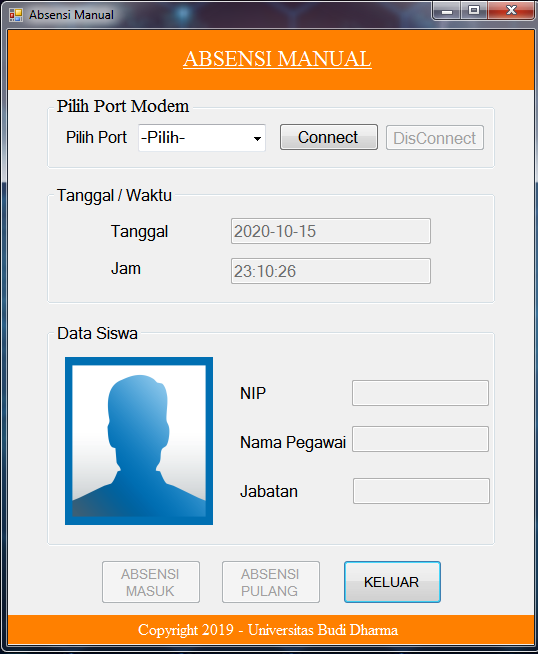 Absensi Manual
ABSENSI MANUAL
Pilih Port Modem
Pilih Port -Pilih- Connect DisConnect
Tanggal / Waktu
Tanggal 2020-10-15
Jam 23:10:26
Data Siswa
NIP
Nama Pegawai
Jabatan
ABSENSI MASUK
ABSENSI PULANG
KELUAR
Copyright 2019 - Universitas Budi Dharma